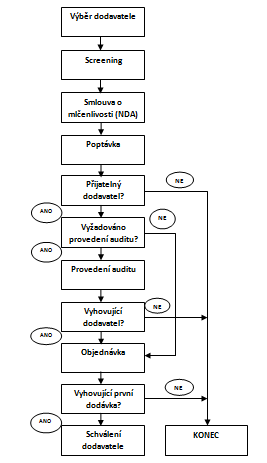 Výběr dodavatele
Screening
Smlouva o
mlčenlivosti (NDA)
Poptávka
Přijatelný
dodavatel?
NE
ANO
Vyžadováno
provedení auditu?
NE
ANO
Provedení auditu
Vyhovující
dodavatel?
NE
ANO
Objednávka
Vyhovující první
dodávka?
NE
ANO
Schválení
dodavatele
KONEC